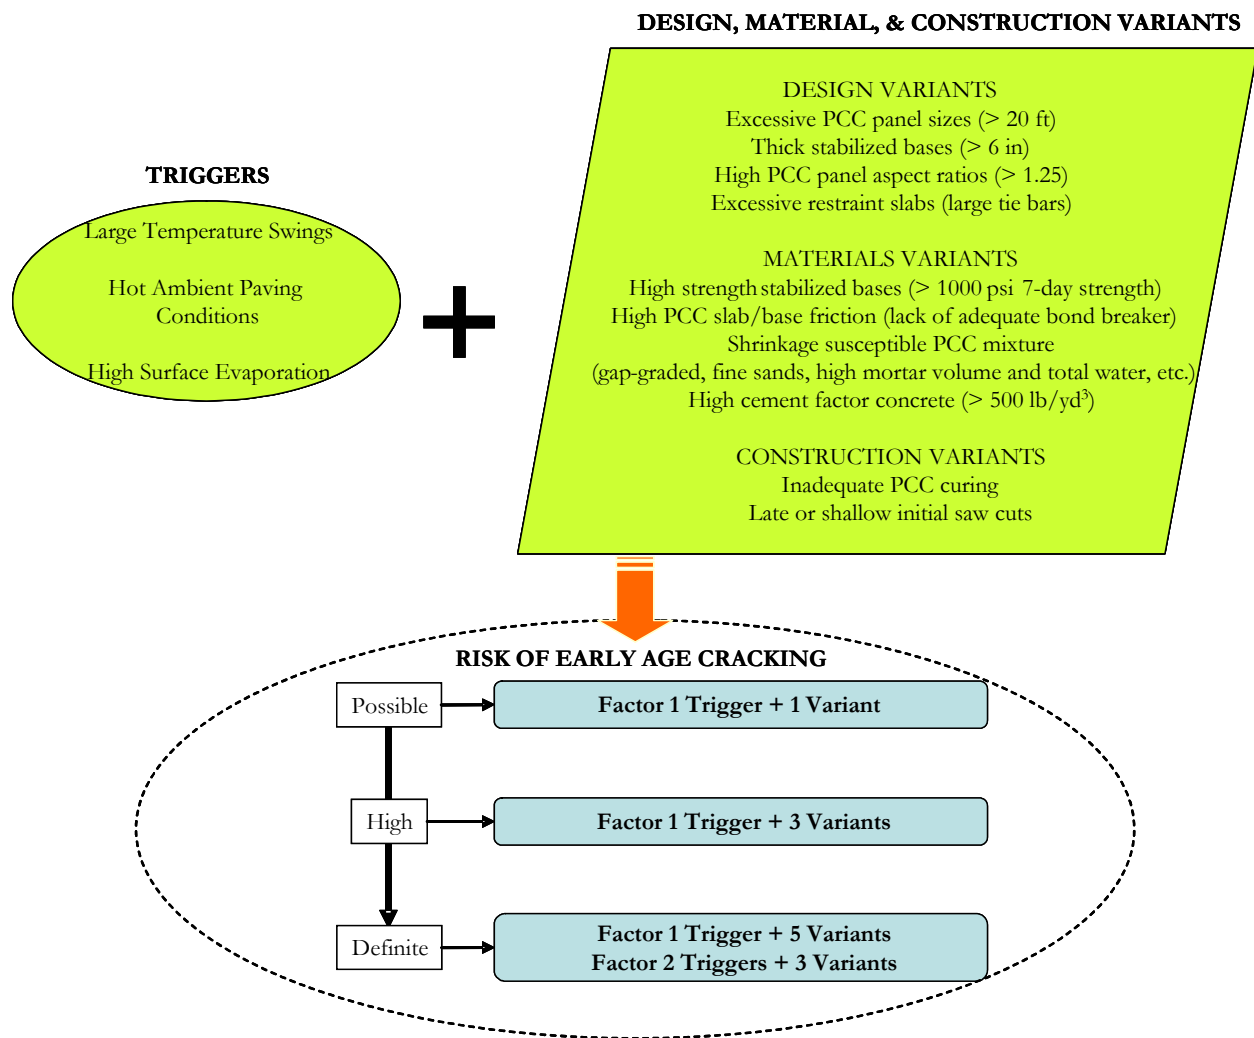 DESIGN, MATERIAL, & CONSTRUCTION VARIANTS
DESIGN VARIANTS
Excessive PCC panel sizes (> 20 ft)
Thick stabilized bases (> 6 in)
High PCC panel aspect ratios (> 1.25)
Excessive restraint slabs (large tie bars)
MATERIALS VARIANTS
High strength stabilized bases (> 1000 psi 7-day strength)
High PCC slab/base friction (lack of adequate bond breaker)
Shrinkage susceptible PCC mixture
(gap-graded, fine sands, high mortar volume and total water, etc.)
High cement factor concrete (> 500 lb/yd³)
CONSTRUCTION VARIANTS
Inadequate PCC curing
Late or shallow initial saw cuts
TRIGGERS
Large Temperature Swings
Hot Ambient Paving
Conditions
High Surface Evaporation
+
RISK OF EARLY AGE CRACKING
Possible
Factor 1 Trigger + 1 Variant
High
Factor 1 Trigger + 3 Variants
Definite
Factor 1 Trigger + 5 Variants
Factor 2 Triggers + 3 Variants